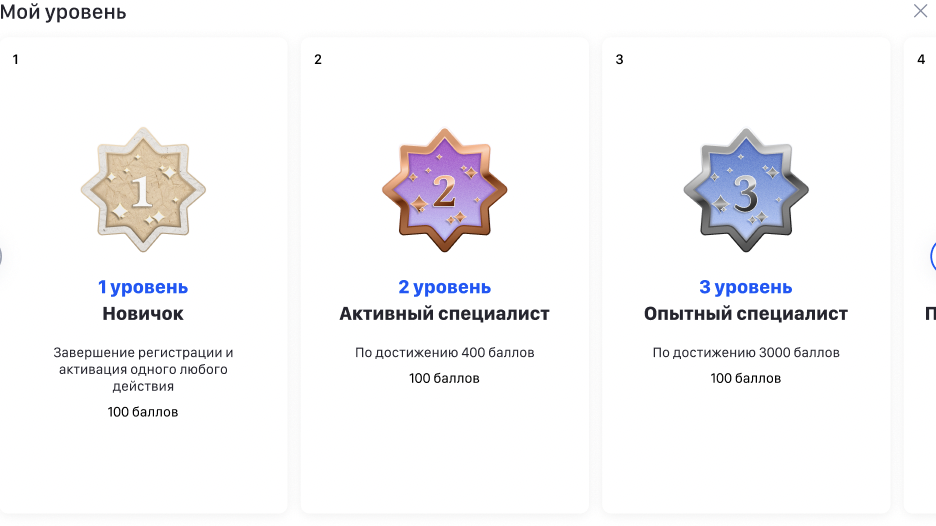 Мой уровень
1
1
1 уровень
Новичок
Завершение регистрации и
активация одного любого
действия
100 баллов
2
2
2 уровень
Активный специалист
По достижению 400 баллов
100 баллов
3
3
3 уровень
Опытный специалист
По достижению 3000 баллов
100 баллов
4